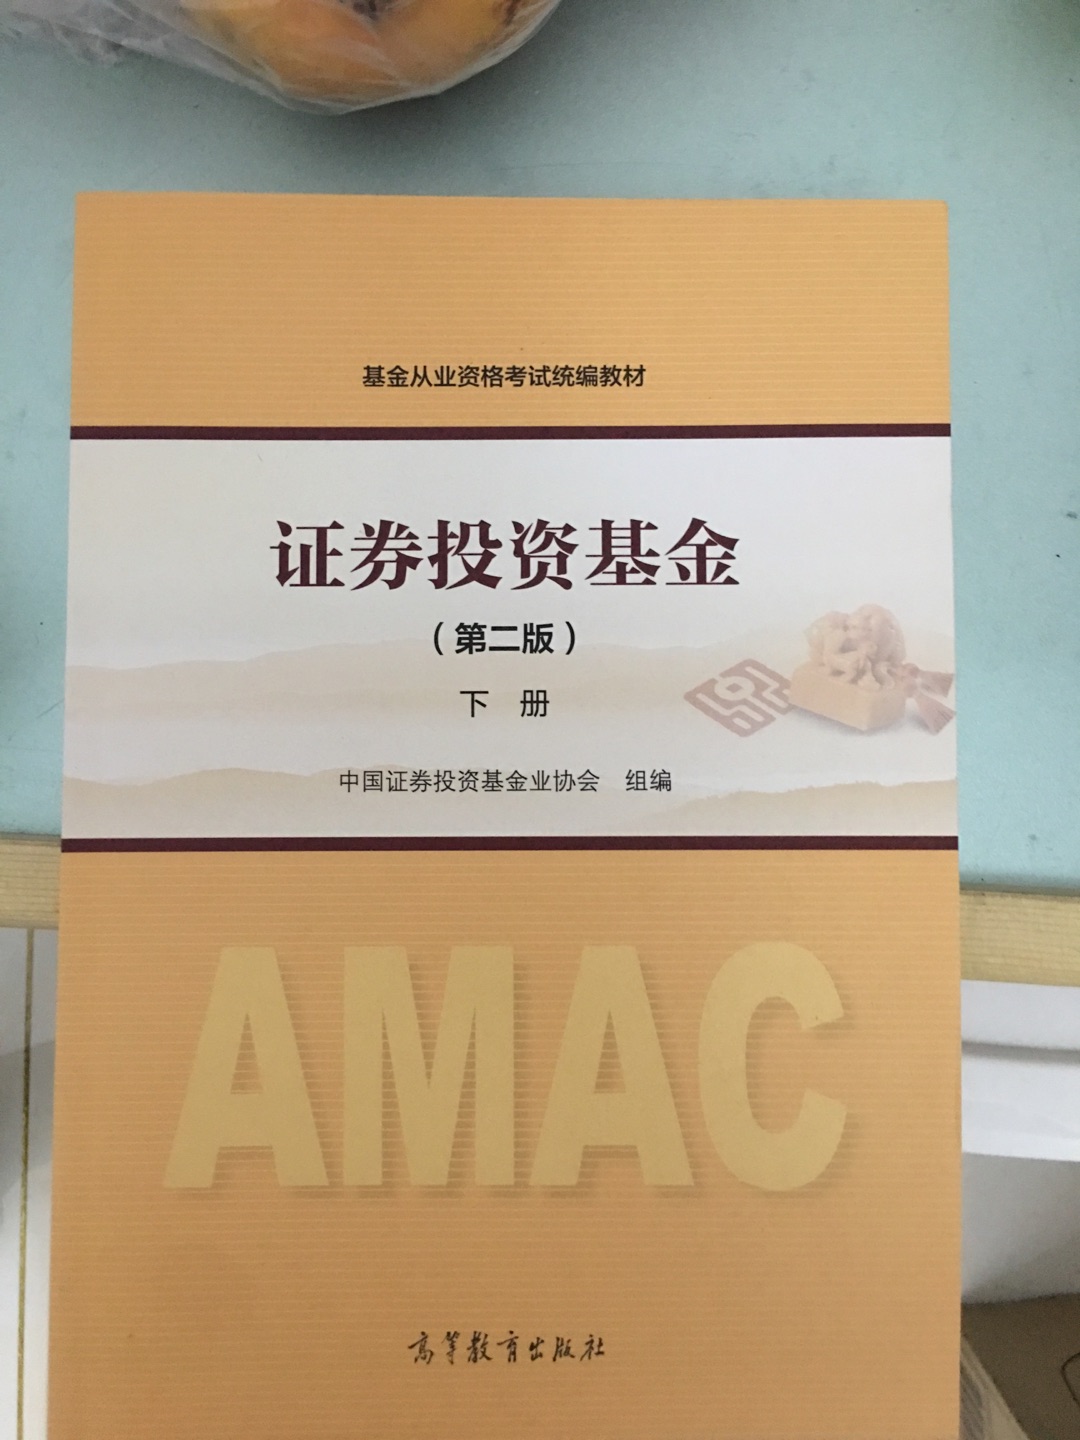 基金从业资格考试统编教材
证券投资基金
（第二版）
下 册
中国证券投资基金业协会 组编
AMAC
高等教育出版社